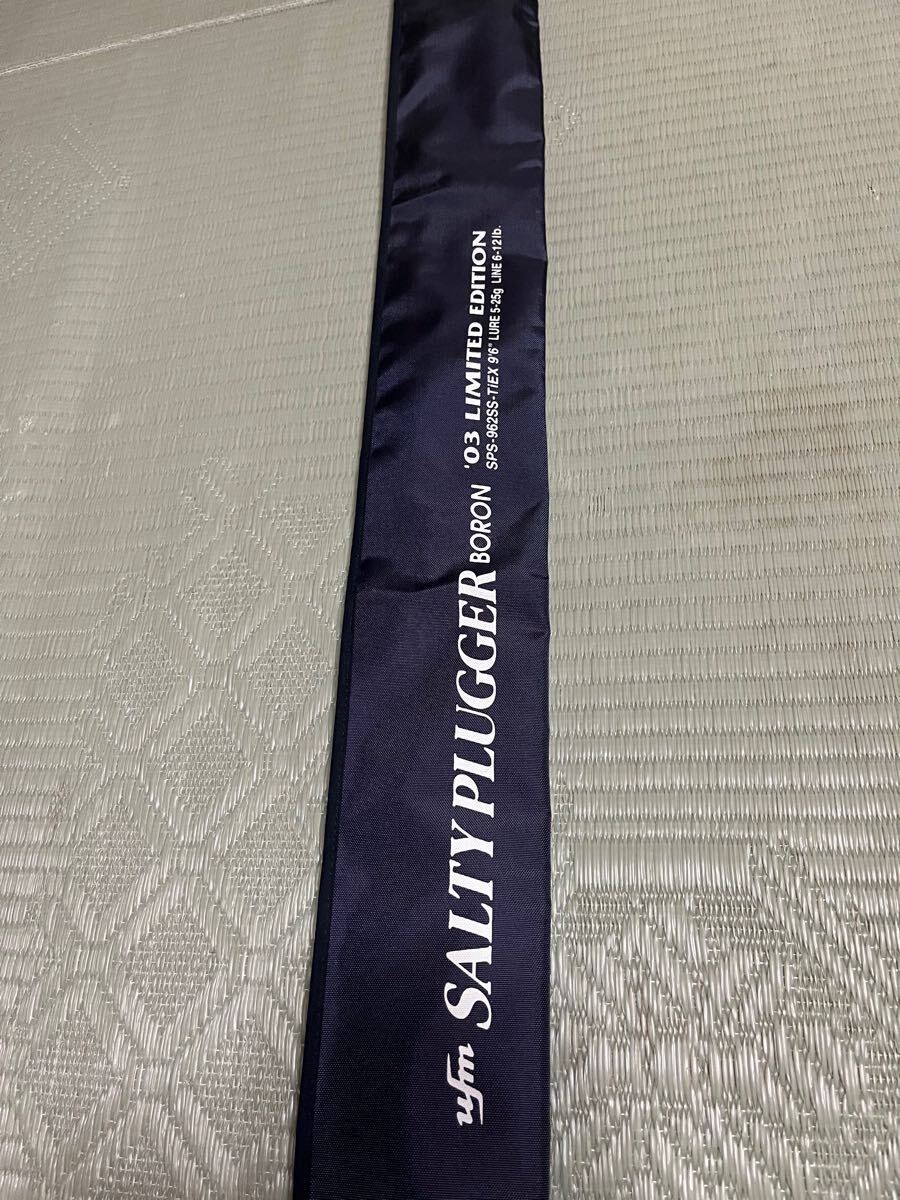 ufm SALTY PLUGGER BORON '03 LIMITED EDITION
SPS-962SS-TiEX 9'6" LURE 5-25g LINE 6-12lb.